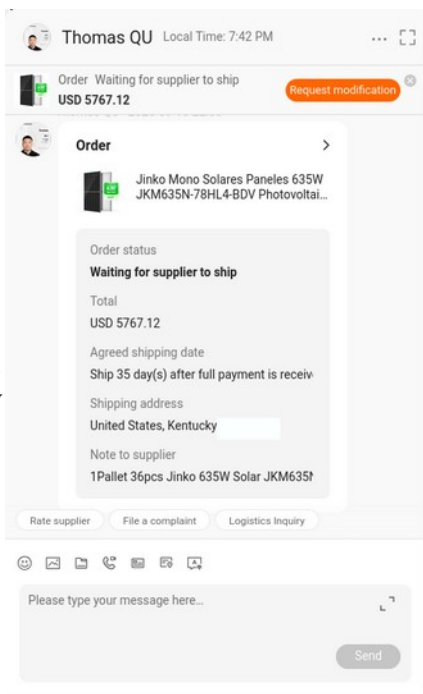 Thomas QU Local Time: 7:42 PM
Order Waiting for supplier to ship
USD 5767.12
Request modification
Order
Jinko Mono Solares Paneles 635W
JKM635N-78HL4-BDV Photovoltai...
Order status
Waiting for supplier to ship
Total
USD 5767.12
Agreed shipping date
Ship 35 day(s) after full payment is receiv
Shipping address
United States, Kentucky
Note to supplier
1Pallet 36pcs Jinko 635W Solar JKM635
Rate supplier
File a complaint
Logistics Inquiry
Please type your message here...
Send